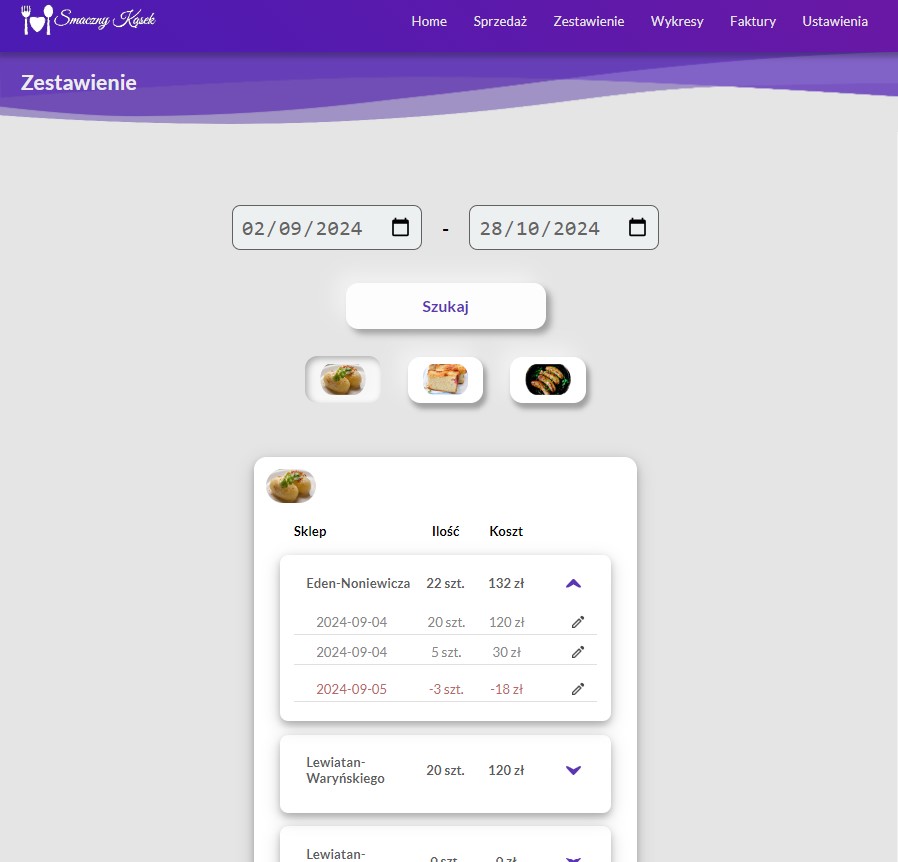 Smaczny Kąsek
Home Sprzedaż Zestawienie Wykresy Faktury Ustawienia
Zestawienie
02/09/2024 - 28/10/2024
Szukaj
Sklep Ilość Koszt
Eden-Noniewicza 22 szt. 132 zł
2024-09-04 20 szt. 120 zł
2024-09-04 5 szt. 30 zł
2024-09-05 -3 szt. -18 zł
Lewiatan-
Waryńskiego 20 szt. 120 zł
Lewiatan-
0 szt. 0 zł